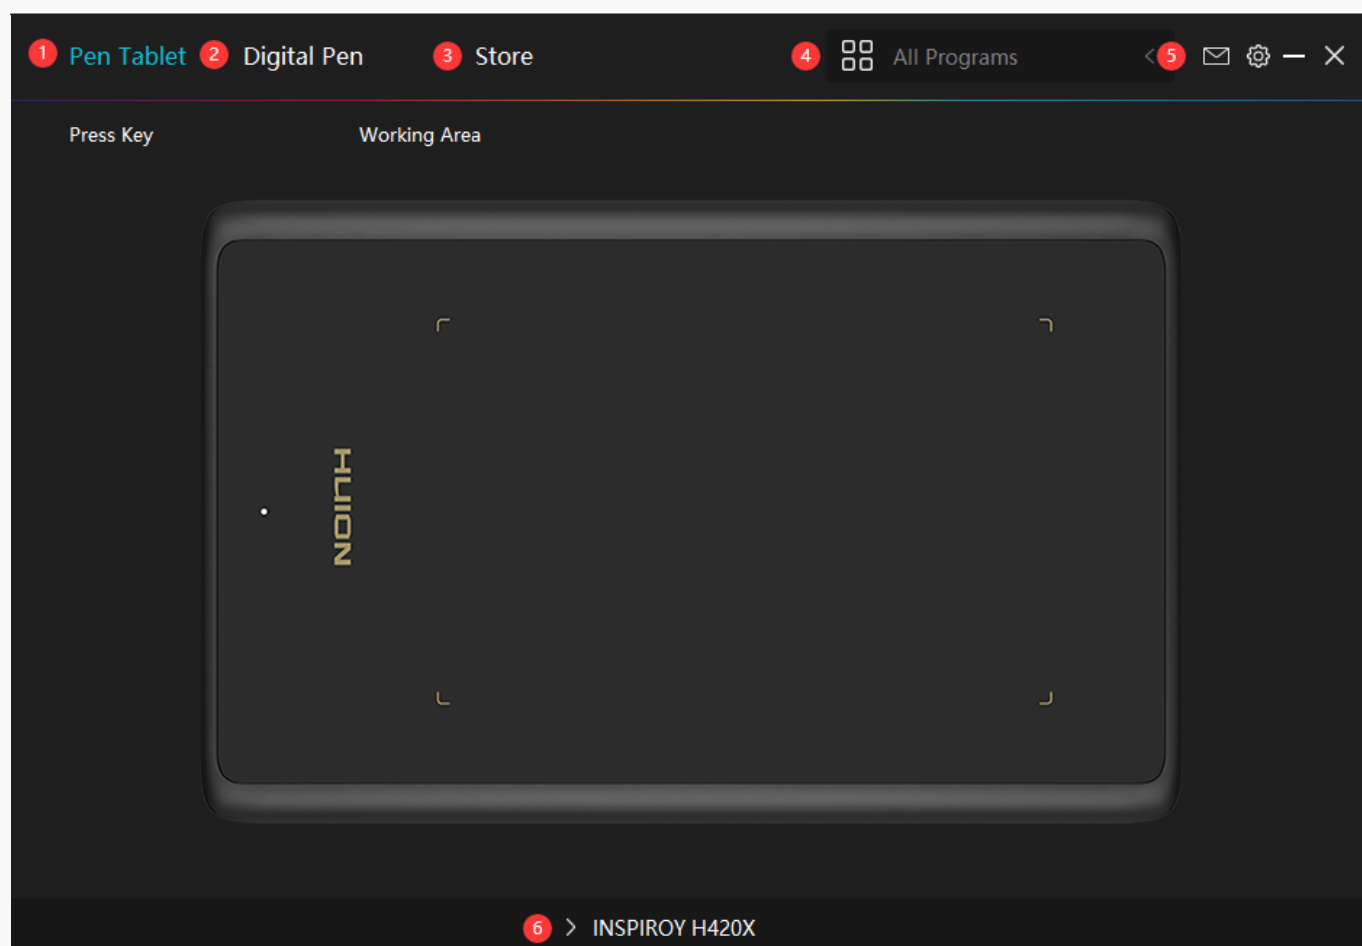 1 Pen Tablet 2 Digital Pen 3 Store 4 All Programs 5
Press Key Working Area
HUION
6 > INSPIROY H420X